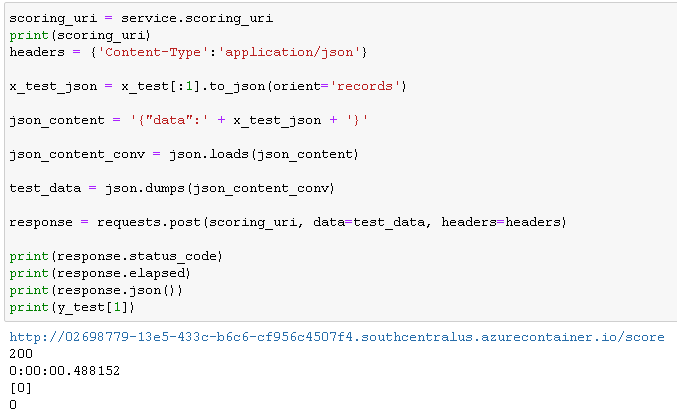 scoring_uri = service.scoring_uri
print(scoring_uri)
headers = {'Content-Type':'application/json'}
x_test_json = x_test[:1].to_json(orient='records')
json_content = '{"data":' + x_test_json + '}'
json_content_conv = json.loads(json_content)
test_data = json.dumps(json_content_conv)
response = requests.post(scoring_uri, data=test_data, headers=headers)
print(response.status_code)
print(response.elapsed)
print(response.json())
print(y_test[1])
http://02698779-13e5-433c-b6c6-cf956c4507f4.southcentralus.azurecontainer.io/score
200
0:00:00.488152
[0]
0